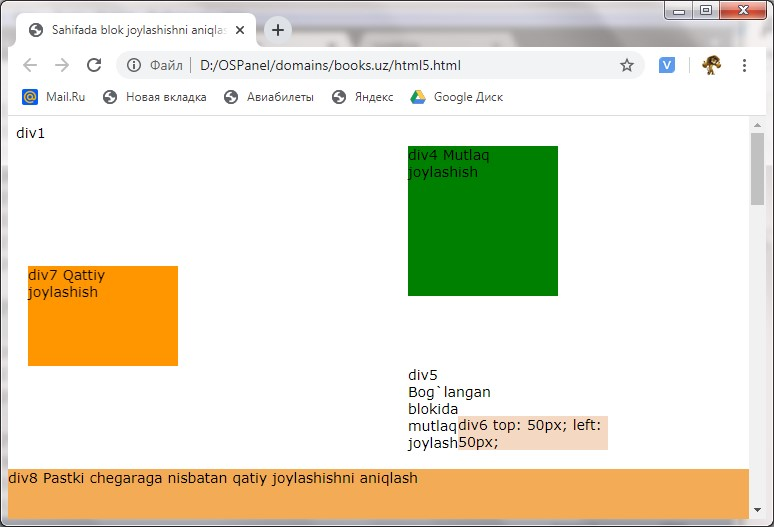 Sahifada blok joylashishni aniqlas
Файл
D:/OSPanel/domains/books.uz/html5.html
Mail.Ru
Новая вкладка
Авиабилеты
Яндекс
Google Диск
div1
div4 Mutlaq
joylashish
div7 Qattiy
joylashish
div5
Bog`langan
blokida
mutlaq
joylash
div6 top: 50px; left:
50px;
div8 Pastki chegaraga nisbatan qatiy joylashishni aniqlash